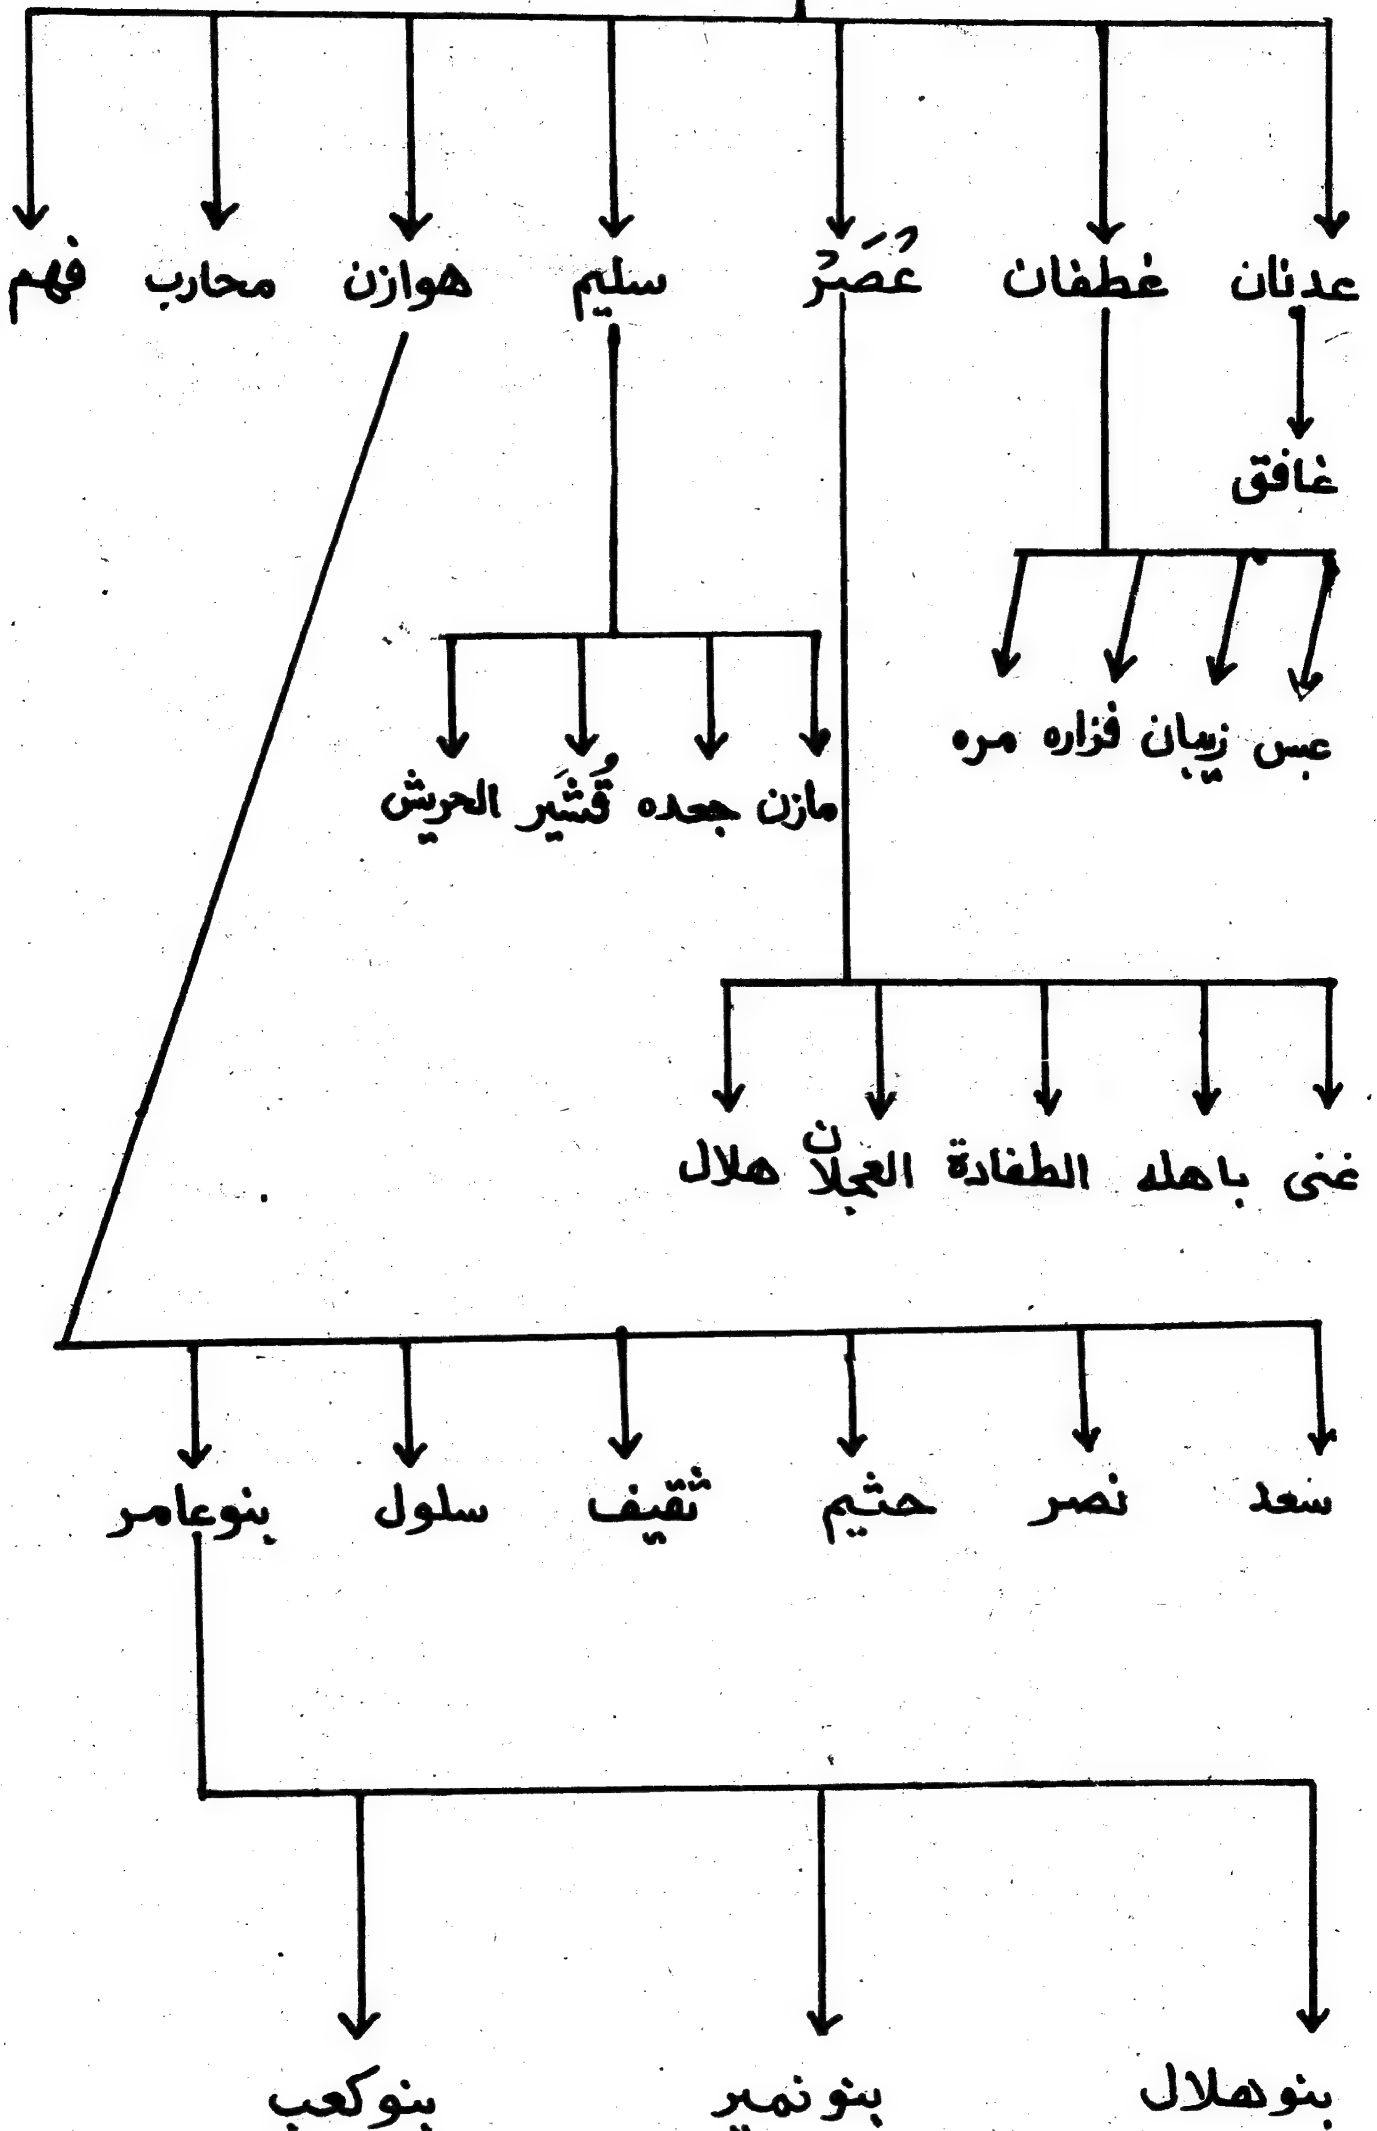 عدنان غطفان عُصَرْ سليم هوازن محارب فهم
غافق
عبس زيبان فزاره مره
مازن جعده قُشَير الحريش
غنى باهله الطفادة العجلان هلال
سعد نصر حثيم ثقيف سلول بنوعامر
بنوهلال بنونمير بنوكعب